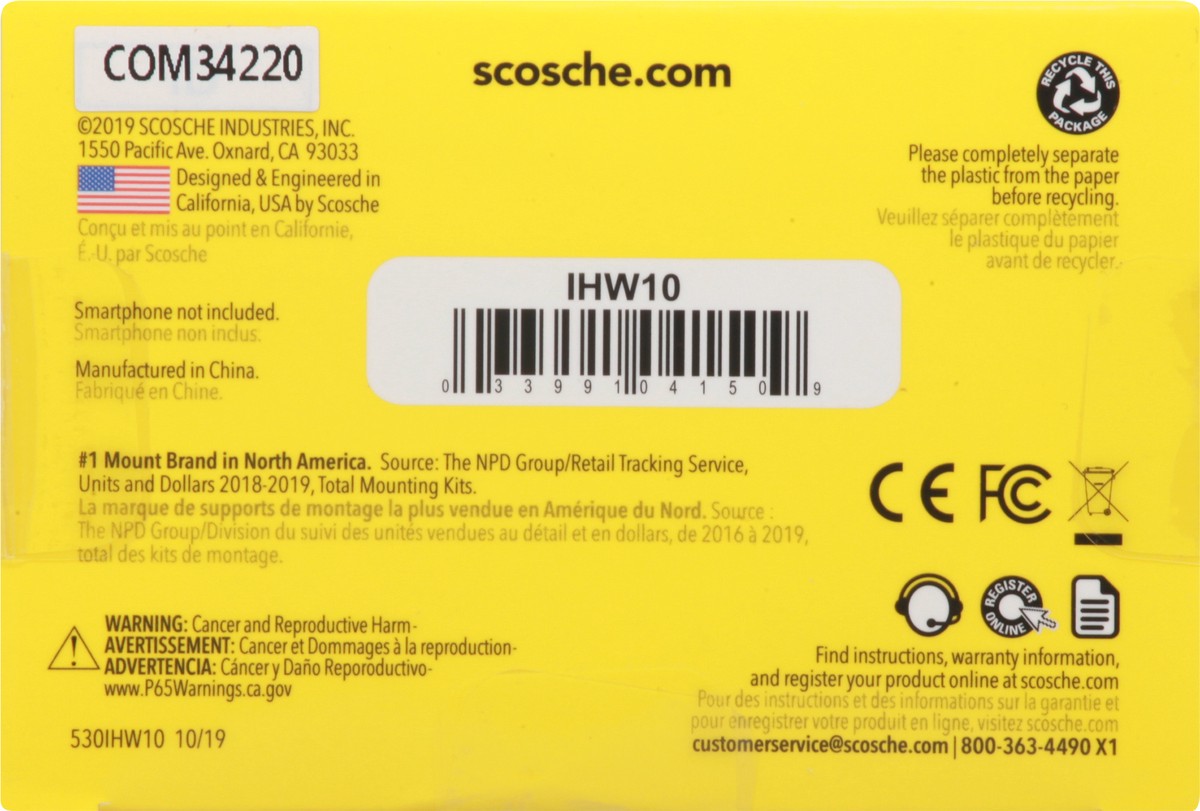 COM34220
scosche.com
RECYCLE THIS
PACKAGE
©2019 SCOSCHE INDUSTRIES, INC.
1550 Pacific Ave. Oxnard, CA 93033
Designed & Engineered in
California, USA by Scosche
Conçu et mis au point en Californie,
É.-U. par Scosche
Please completely separate
the plastic from the paper
before recycling.
Veuillez séparer complètement
le plastique du papier
avant de recycler.
Smartphone not included.
Smartphone non inclus.
Manufactured in China.
Fabriqué en Chine.
IHW10
0 33991 04150 9
#1 Mount Brand in North America. Source: The NPD Group/Retail Tracking Service,
Units and Dollars 2018-2019, Total Mounting Kits.
La marque de supports de montage la plus vendue en Amérique du Nord. Source :
The NPD Group/Division du suivi des unités vendues au détail et en dollars, de 2016 à 2019,
total des kits de montage.
CE FC
WARNING: Cancer and Reproductive Harm-
AVERTISSEMENT: Cancer et Dommages à la reproduction-
ADVERTENCIA: Cáncer y Daño Reporoductivo-
www.P65Warnings.ca.gov
530IHW10 10/19
REGISTER
ONLINE
Find instructions, warranty information,
and register your product online at scosche.com
Pour des instructions et des informations sur la garantie et
pour enregistrer votre produit en ligne, visitez scosche.com
customerservice@scosche.com | 800-363-4490 X1